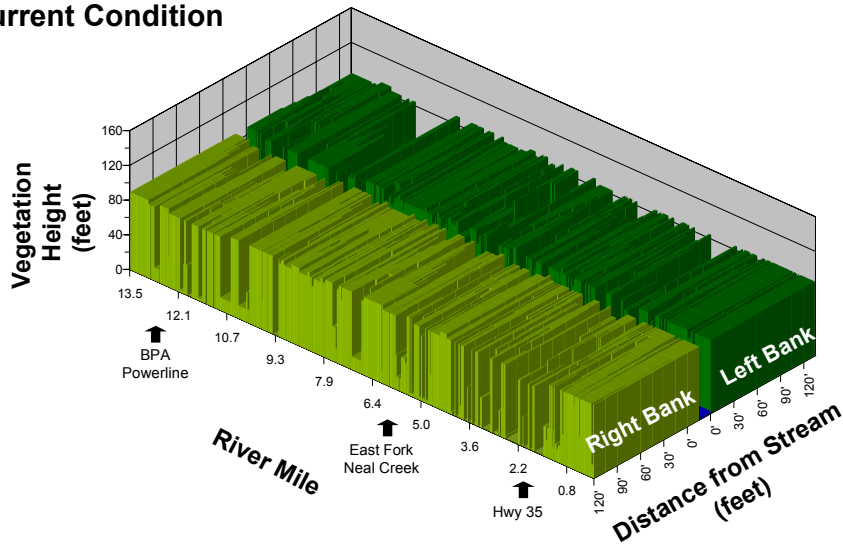 urrent Condition
Vegetation
Height
(feet)
160
120
80
40
0
13.5
12.1
10.7
9.3
7.9
6.4
5.0
3.6
2.2
0.8
BPA
Powerline
East Fork
Neal Creek
Hwy 35
River Mile
Right Bank
Left Bank
120'
90'
60'
30'
0'
0'
30'
60'
90'
120'
Distance from Stream
(feet)